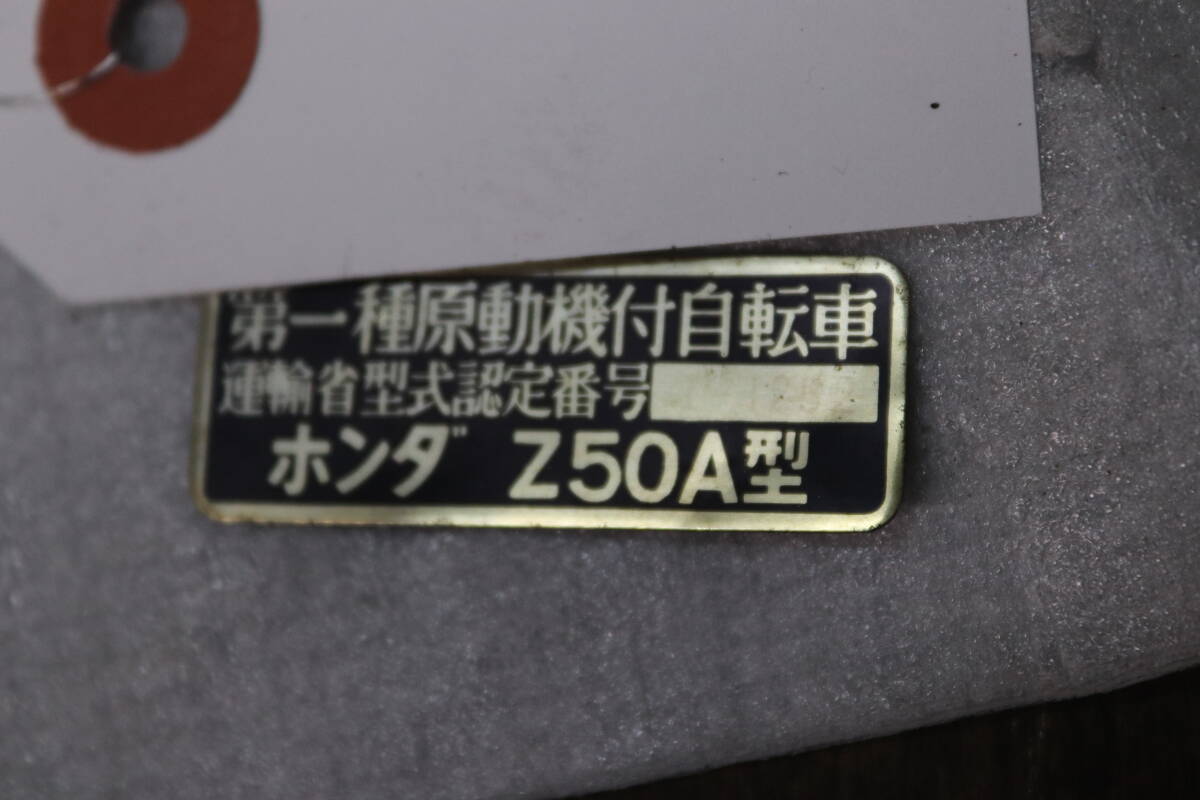 第一種原動機付自転車
運輸省型式認定番号
ホンダ Z50A型